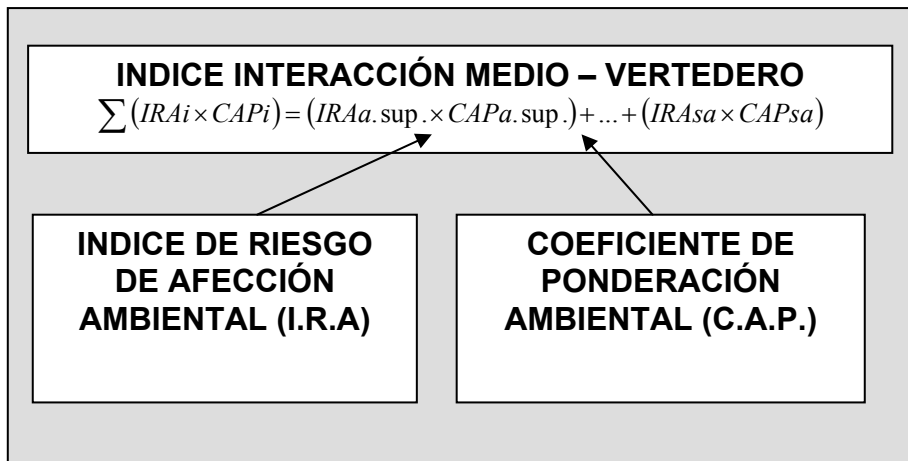 INDICE INTERACCIÓN MEDIO – VERTEDERO
∑(IRAi × CAPi) = (IRAa.sup. × CAPa.sup.) + ... + (IRAsa × CAPsa)
INDICE DE RIESGO
DE AFECCIÓN
AMBIENTAL (I.R.A)
COEFICIENTE DE
PONDERACIÓN
AMBIENTAL (C.A.P.)